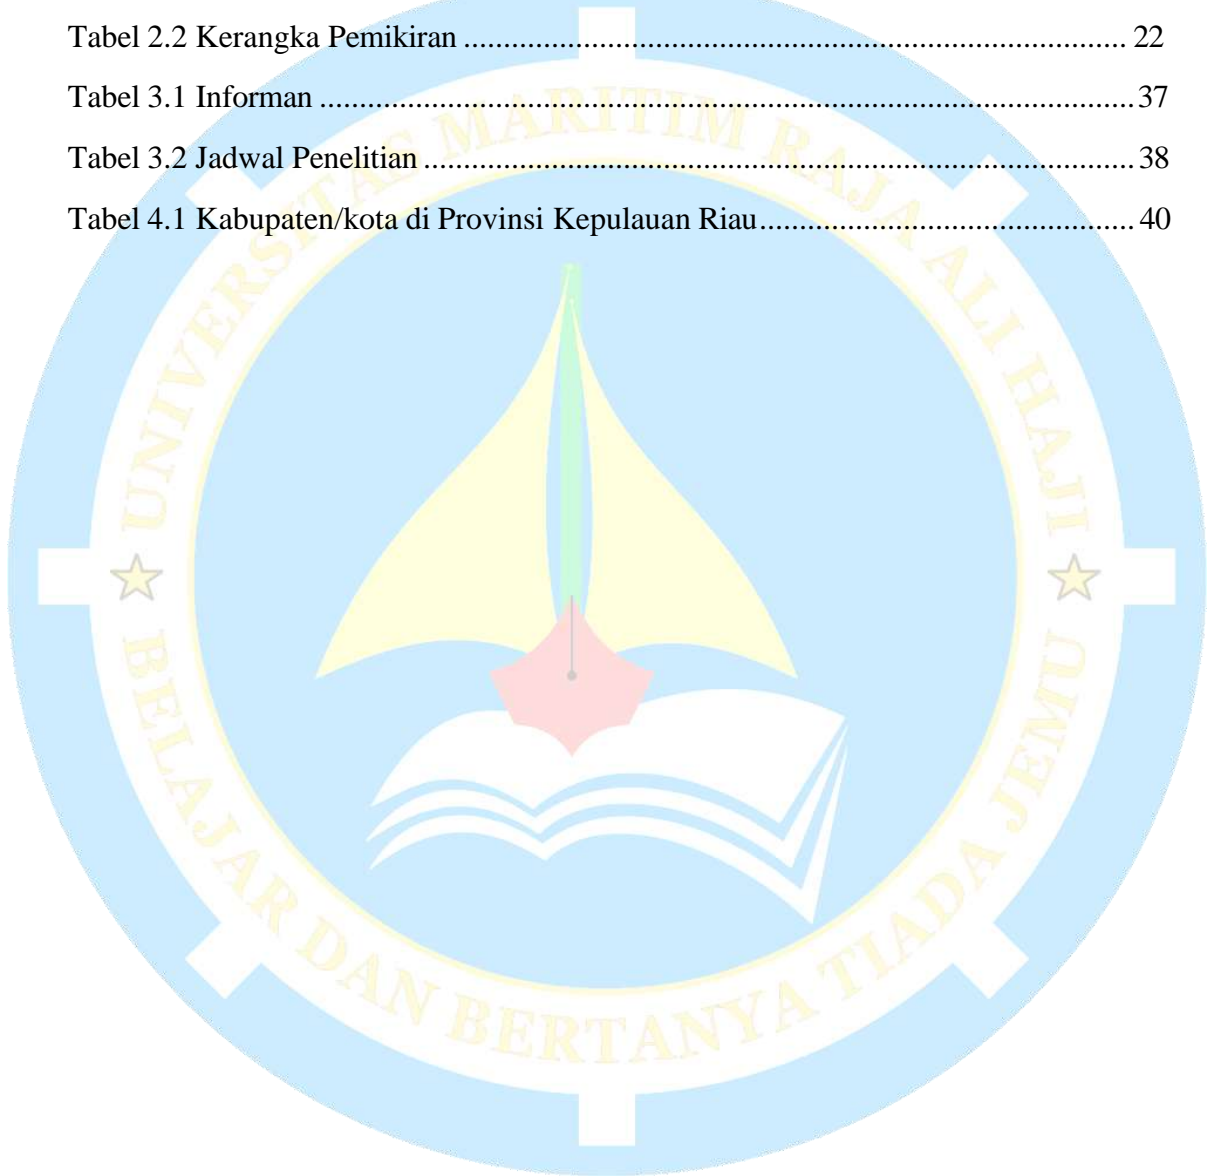 Tabel 2.2 Kerangka Pemikiran ....................................................................................... 22
Tabel 3.1 Informan ......................................................................................................... 37
Tabel 3.2 Jadwal Penelitian ............................................................................................ 38
Tabel 4.1 Kabupaten/kota di Provinsi Kepulauan Riau ................................................. 40
UNIVERSITAS MARITIM RAJA ALI HAJI
BELAJAR DAN BERTANYA TIADA JEMU